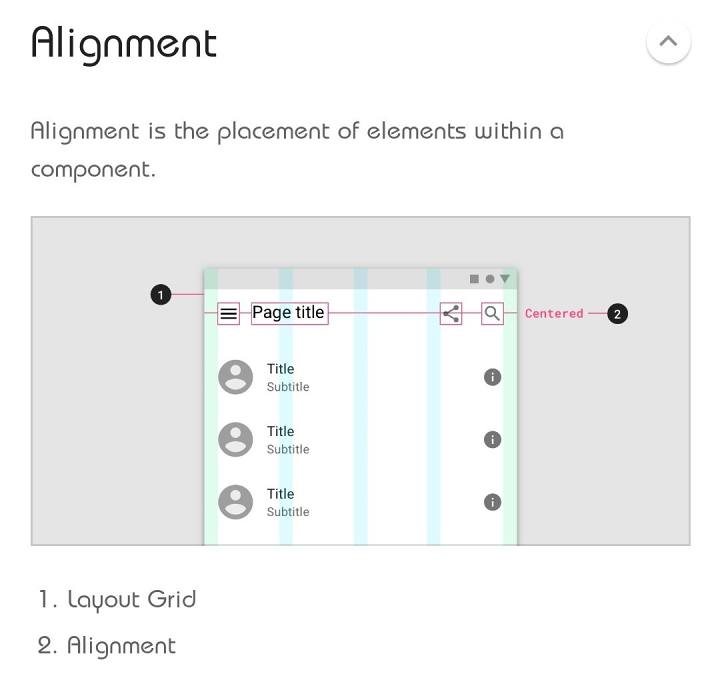 Alignment
Alignment is the placement of elements within a
component.
1
Page title
Centered
2
Title
Subtitle
Title
Subtitle
Title
Subtitle
1. Layout Grid
2. Alignment